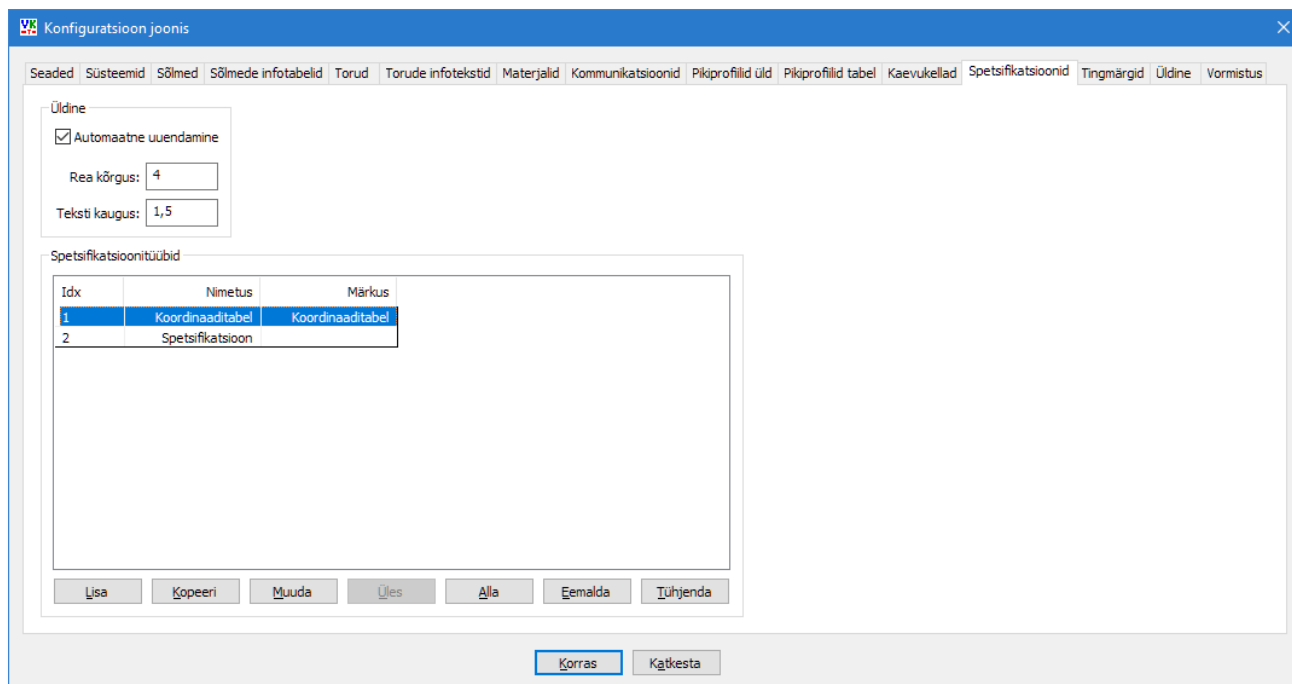 Konfiguratsioon joonis
Seaded Süsteemid Sõlmed Sõlmede infotabelid Torud Torude infotekstid Materjalid Kommunikatsioonid Pikiprofiilid üld Pikiprofiilid tabel Kaevukellad Spetsifikatsioonid Tingmärgid Üldine Vormistus
Üldine
Automaatne uuendamine
Rea kõrgus: 4
Teksti kaugus: 1,5
Spetsifikatsioonitüübid
Idx Nimetus Märkus
1 Koordinaaditabel Koordinaaditabel
2 Spetsifikatsioon
Lisa Kopeeri Muuda Üles Alla Eemalda Tühjenda
Korras Katkesta